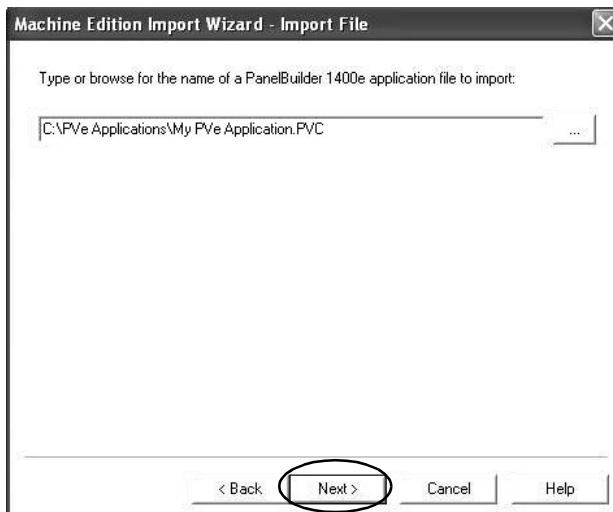 Machine Edition Import Wizard - Import File
Type or browse for the name of a PanelBuilder 1400e application file to import:
C:\PVe Applications\My PVe Application.PVC
...
< Back
Next >
Cancel
Help